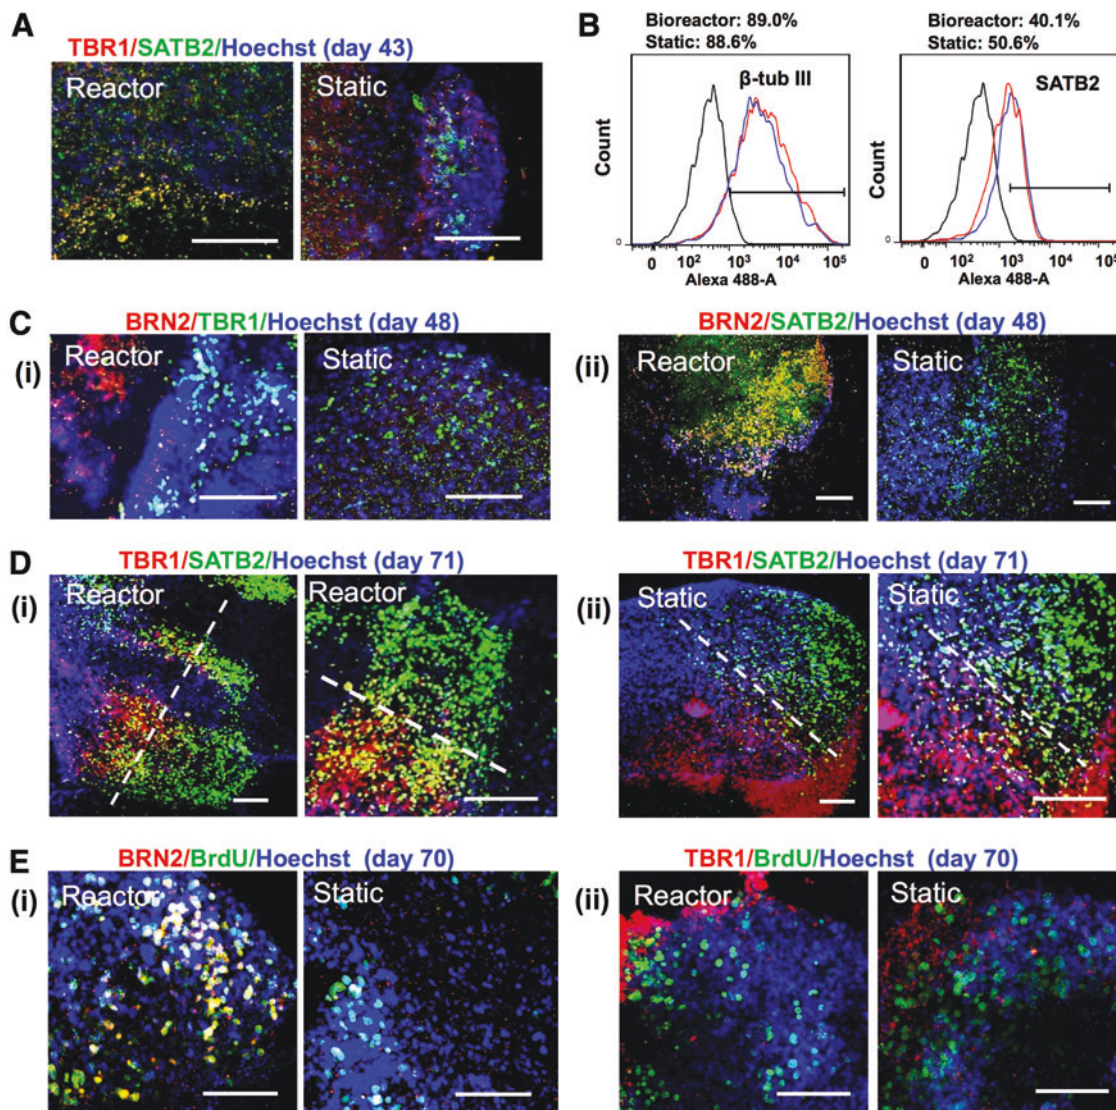 A
TBR1/SATB2/Hoechst (day 43)
Reactor
Static
B
Bioreactor: 89.0%
Static: 88.6%
β-tub III
Count
0
0 10² 10³ 10⁴ 10⁵
Alexa 488-A
Bioreactor: 40.1%
Static: 50.6%
SATB2
Count
0
0 10² 10³ 10⁴ 10⁵
Alexa 488-A
C
BRN2/TBR1/Hoechst (day 48)
(i)
Reactor
Static
BRN2/SATB2/Hoechst (day 48)
(ii)
Reactor
Static
D
TBR1/SATB2/Hoechst (day 71)
(i)
Reactor
Reactor
TBR1/SATB2/Hoechst (day 71)
(ii)
Static
Static
E
BRN2/BrdU/Hoechst (day 70)
(i)
Reactor
Static
TBR1/BrdU/Hoechst (day 70)
(ii)
Reactor
Static